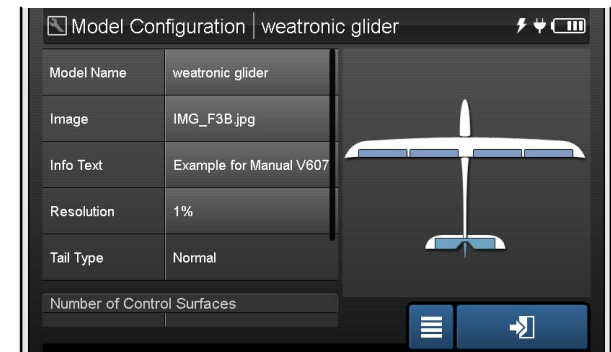 Model Configuration weatronic glider
Model Name weatronic glider
Image IMG_F3B.jpg
Info Text Example for Manual V607
Resolution 1%
Tail Type Normal
Number of Control Surfaces